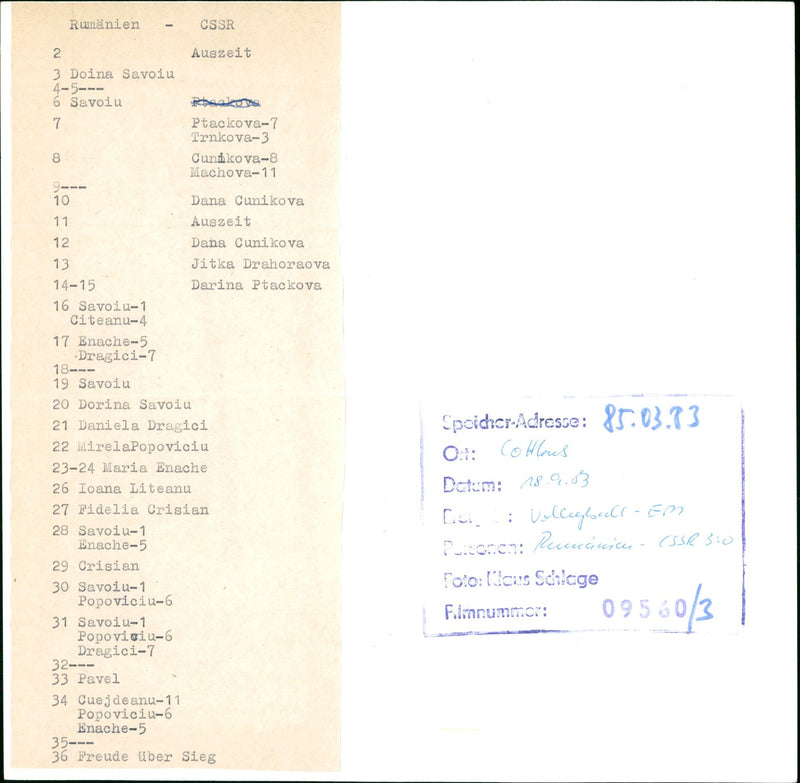 Rumänien - CSSR
2 Auszeit
3 Doina Savoiu
4-5---
6 Savoiu Ptackova
7 Ptackova-7
Trnkova-3
8 Cunikova-8
Machova-11
9---
10 Dana Cunikova
11 Auszeit
12 Dana Cunikova
13 Jitka Drahoraova
14-15 Darina Ptackova
16 Savoiu-1
Citeanu-4
17 Enache-5
Dragici-7
18---
19 Savoiu
20 Dorina Savoiu
21 Daniela Dragici
22 MirelaPopoviciu
23-24 Maria Enache
26 Ioana Liteanu
27 Fidelia Crisian
28 Savoiu-1
Enache-5
29 Crisian
30 Savoiu-1
Popoviciu-6
31 Savoiu-1
Popoviciu-6
Dragici-7
32---
33 Pavel
34 Cuejdeanu-11
Popoviciu-6
Enache-5
35---
36 Freude über Sieg
Speicher-Adresse: 85.03.83
Ort: Cottbus
Datum: 18.9.83
Volleyball - EM
Personen: Rumänien - CSSR 3:0
Foto: Klaus Schlage
Filmnummer: 09560/3